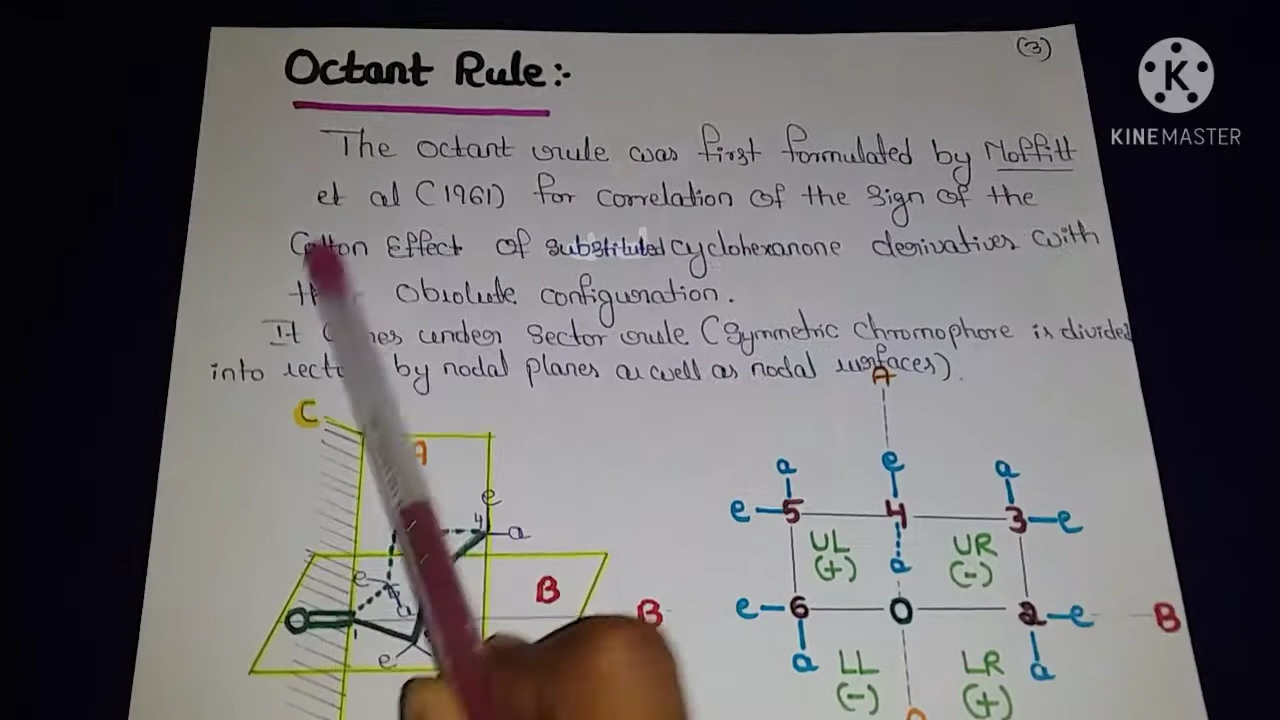 (3)
K
KINEMASTER
Octant Rule:-
The octant rule was first formulated by Moffitt
et al (1961) for correlation of the sign of the
Effect of substituted cyclohexanone derivatives with
absolute configuration.
It under sector rule (Symmetric chromophore is divided
into by nodal planes as well as nodal surfaces).
C
A
e
4
a
e
a
B
B
O
e
A
a e a
e 5 4 3 e
UL UR
(+) a (-)
e 6 O 2 e B
a LL LR a
(-) (+)